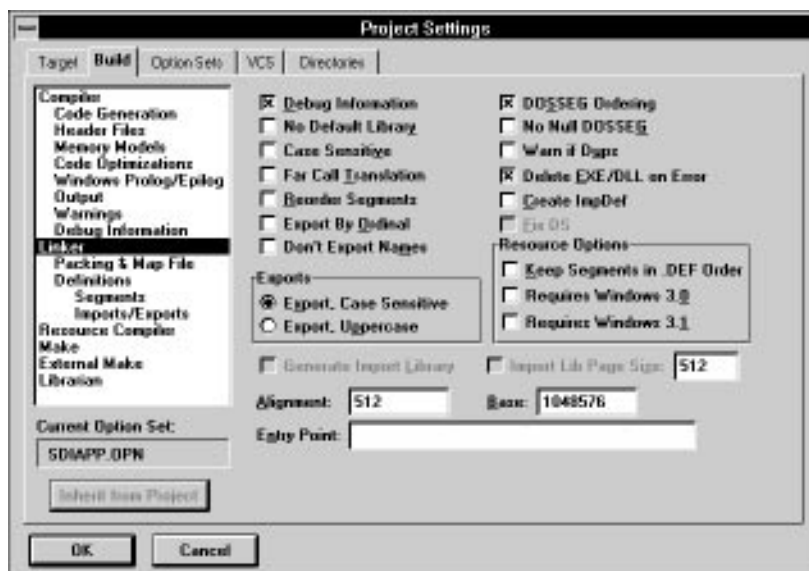 Project Settings
Target Build Option Sets VCS Directories
Compiler
Code Generation
Header Files
Memory Models
Code Optimizations
Windows Prolog/Epilog
Output
Warnings
Debug Information
Linker
Packing & Map File
Definitions
Segments
Imports/Exports
Resource Compiler
Make
External Make
Librarian
Current Option Set:
SDIAPP.OPN
Inherit from Project
Debug Information
No Default Library
Case Sensitive
Far Call Translation
Reorder Segments
Export By Ordinal
Don't Export Names
DOSSEG Ordering
No Null DOSSEG
Warn if Dups
Delete EXE/DLL on Error
Create ImpDef
Fix DS
Exports
Export, Case Sensitive
Export, Uppercase
Resource Options
Keep Segments in .DEF Order
Requires Windows 3.0
Requires Windows 3.1
Generate Import Library
Import Lib Page Size: 512
Alignment: 512
Base: 1048576
Entry Point:
OK Cancel